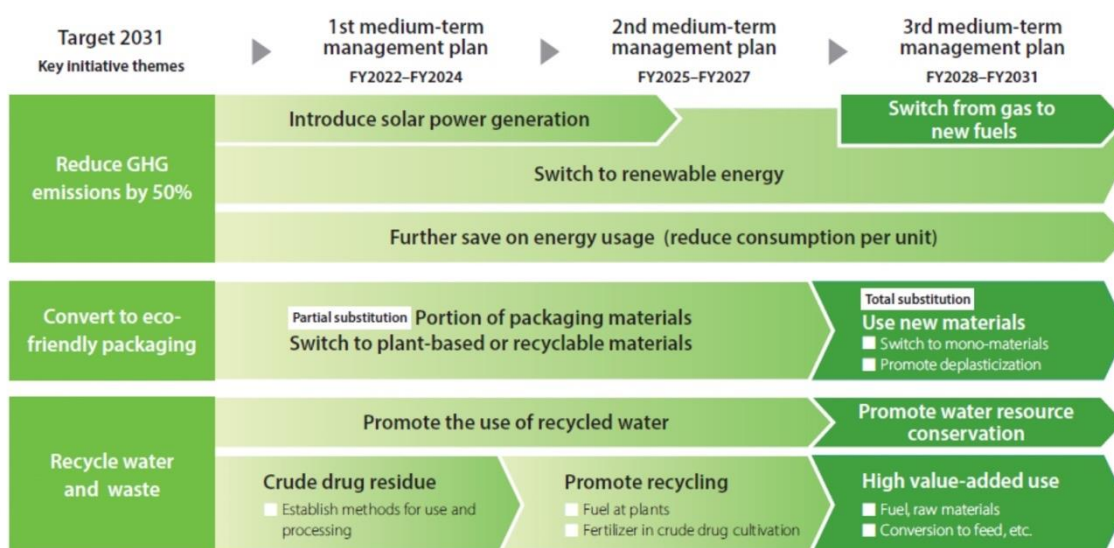 Target 2031
Key initiative themes
1st medium-term
management plan
FY2022–FY2024
2nd medium-term
management plan
FY2025–FY2027
3rd medium-term
management plan
FY2028–FY2031
Reduce GHG
emissions by 50%
Introduce solar power generation
Switch from gas to
new fuels
Switch to renewable energy
Further save on energy usage (reduce consumption per unit)
Convert to eco-
friendly packaging
Partial substitution Portion of packaging materials
Switch to plant-based or recyclable materials
Total substitution
Use new materials
Switch to mono-materials
Promote deplasticization
Recycle water
and waste
Promote the use of recycled water
Promote water resource
conservation
Crude drug residue
Establish methods for use and
processing
Promote recycling
Fuel at plants
Fertilizer in crude drug cultivation
High value-added use
Fuel, raw materials
Conversion to feed, etc.